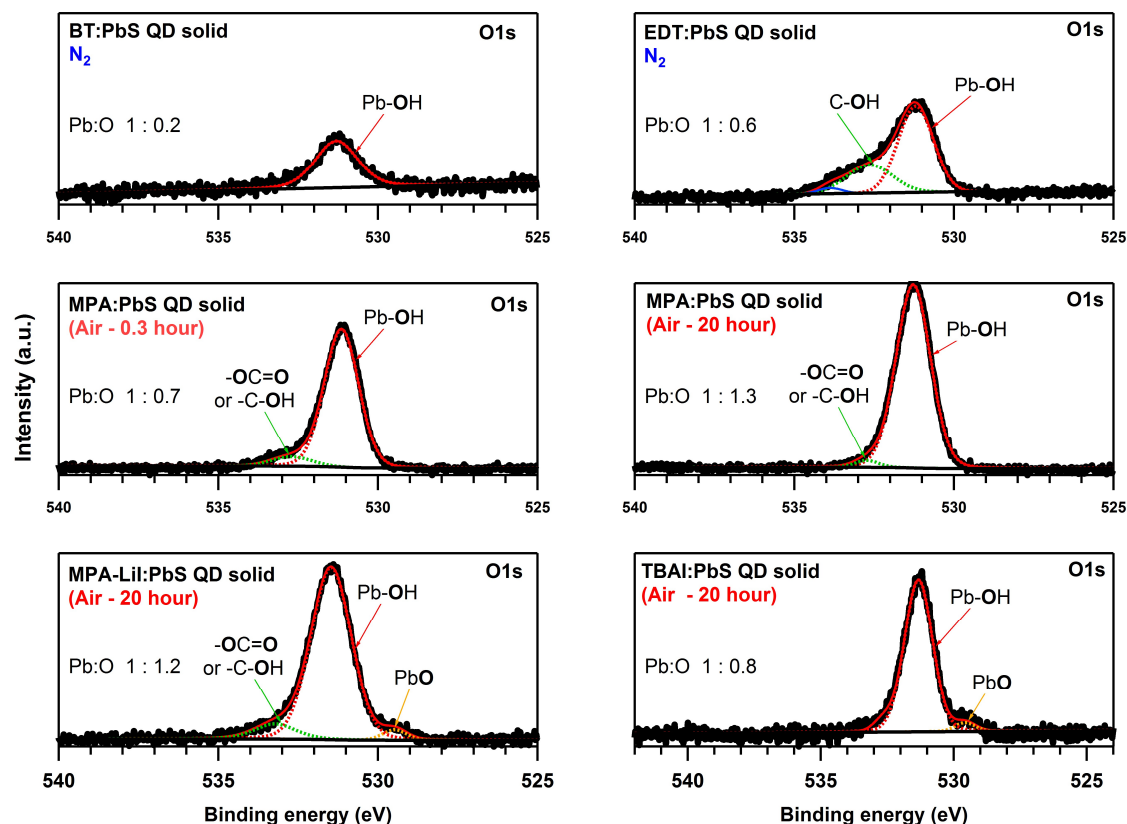 BT:PbS QD solid
O1s
N2
Pb-OH
Pb:O 1 : 0.2
540
535
530
525
EDT:PbS QD solid
O1s
N2
C-OH
Pb-OH
Pb:O 1 : 0.6
540
535
530
525
MPA:PbS QD solid
O1s
(Air - 0.3 hour)
Pb-OH
-OC=O
or -C-OH
Pb:O 1 : 0.7
540
535
530
525
MPA:PbS QD solid
O1s
(Air - 20 hour)
Pb-OH
-OC=O
or -C-OH
Pb:O 1 : 1.3
540
535
530
525
Intensity (a.u.)
MPA-LiI:PbS QD solid
O1s
(Air - 20 hour)
Pb-OH
-OC=O
or -C-OH
Pb:O 1 : 1.2
PbO
540
535
530
525
Binding energy (eV)
TBAI:PbS QD solid
O1s
(Air - 20 hour)
Pb-OH
Pb:O 1 : 0.8
PbO
540
535
530
525
Binding energy (eV)